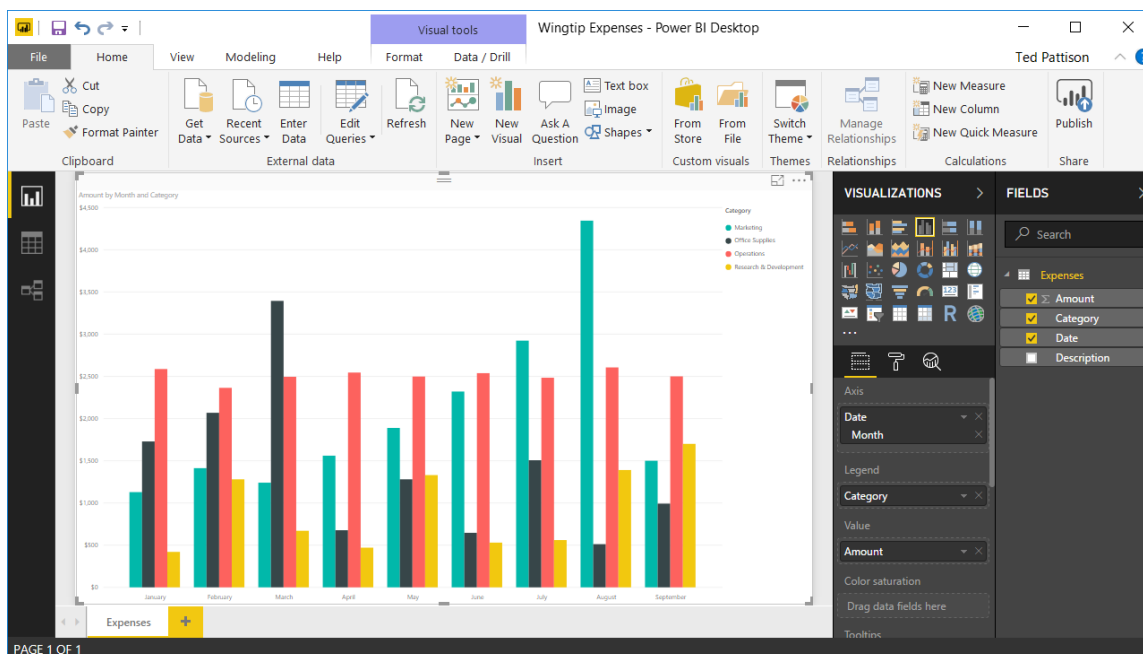 Visual tools
Wingtip Expenses - Power BI Desktop
File
Home
View
Modeling
Help
Format
Data / Drill
Ted Pattison
Paste
Cut
Copy
Format Painter
Clipboard
Get Data
Recent Sources
Enter Data
Edit Queries
Refresh
External data
New Page
New Visual
Ask A Question
Text box
Image
Shapes
Insert
From Store
From File
Custom visuals
Switch Theme
Themes
Manage Relationships
Relationships
New Measure
New Column
New Quick Measure
Calculations
Publish
Share
Amount by Month and Category
$4,500
$4,000
$3,500
$3,000
$2,500
$2,000
$1,500
$1,000
$500
$0
January
February
March
April
May
June
July
August
September
Category
Marketing
Office Supplies
Operations
Research & Development
VISUALIZATIONS
123
R
Axis
Date
Month
Legend
Category
Value
Amount
Color saturation
Drag data fields here
Tooltips
FIELDS
Search
Expenses
Σ Amount
Category
Date
Description
Expenses
PAGE 1 OF 1